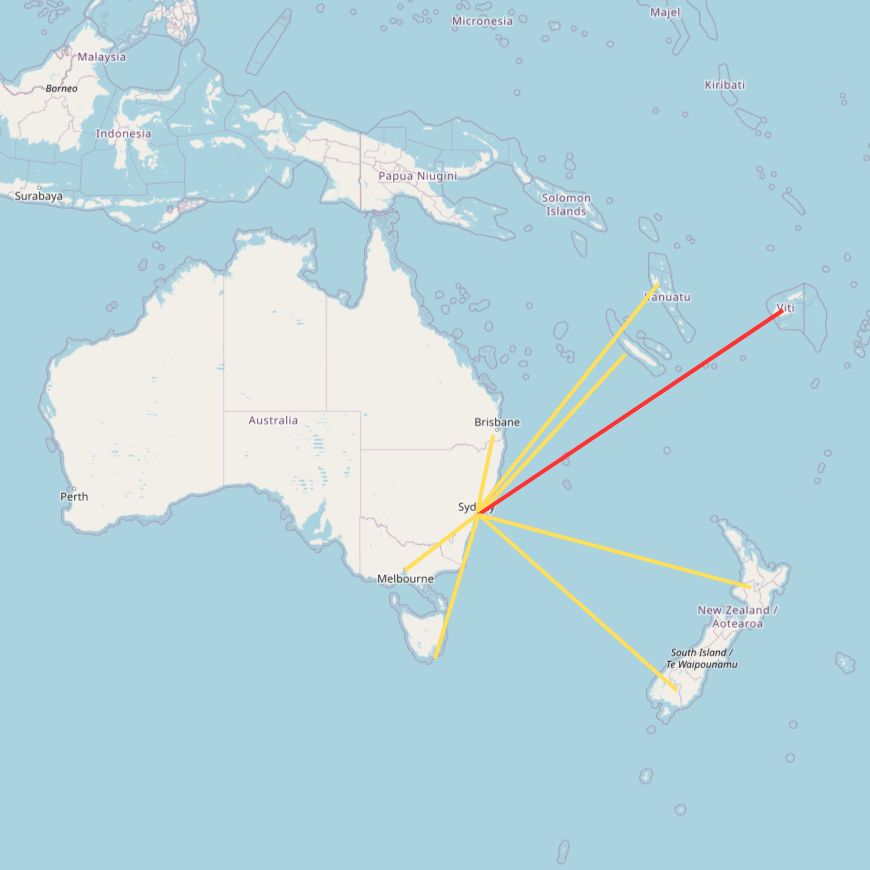 Micronesia
Majel
Malaysia
Borneo
Kiribati
Indonesia
Papua Niugini
Surabaya
Solomon
Islands
Vanuatu
Viti
Australia
Brisbane
Perth
Sydney
Melbourne
New Zealand /
Aotearoa
South Island /
Te Waipounamu